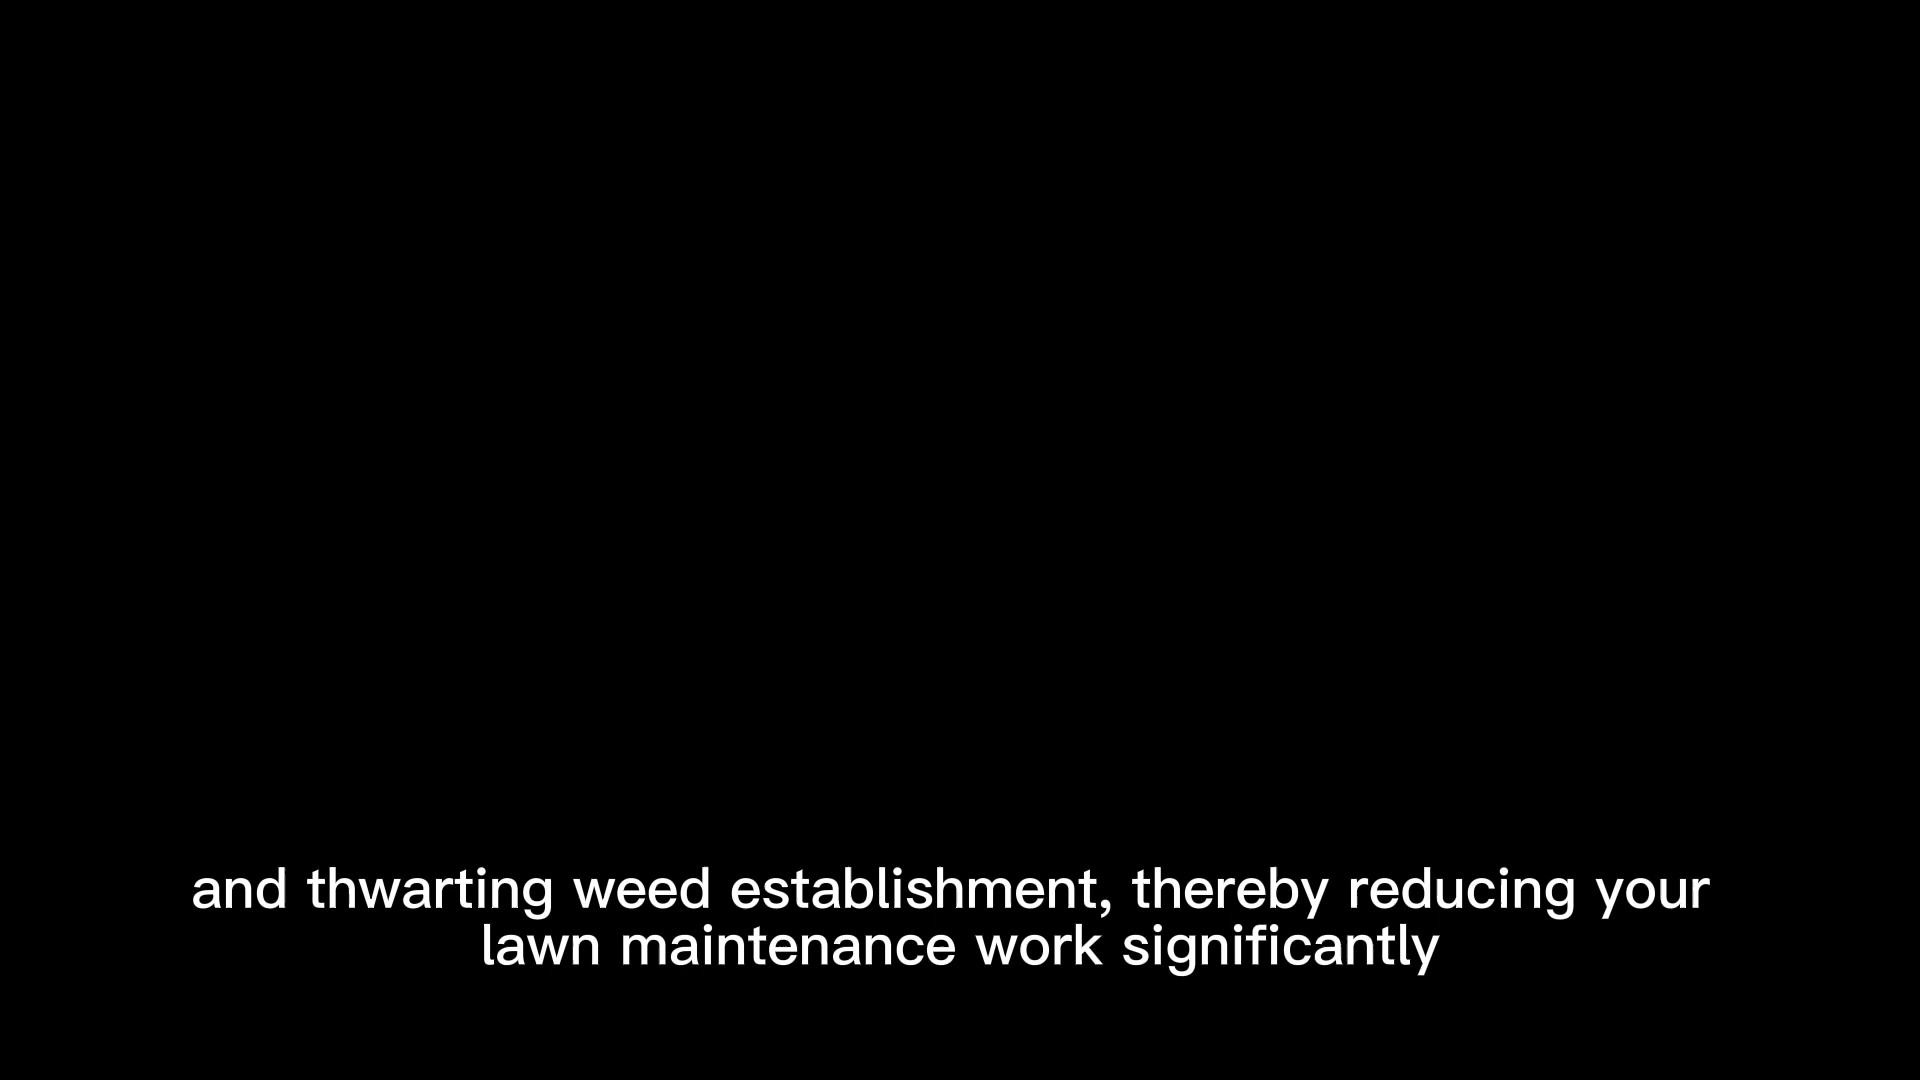 and thwarting weed establishment, thereby reducing your
lawn maintenance work significantly